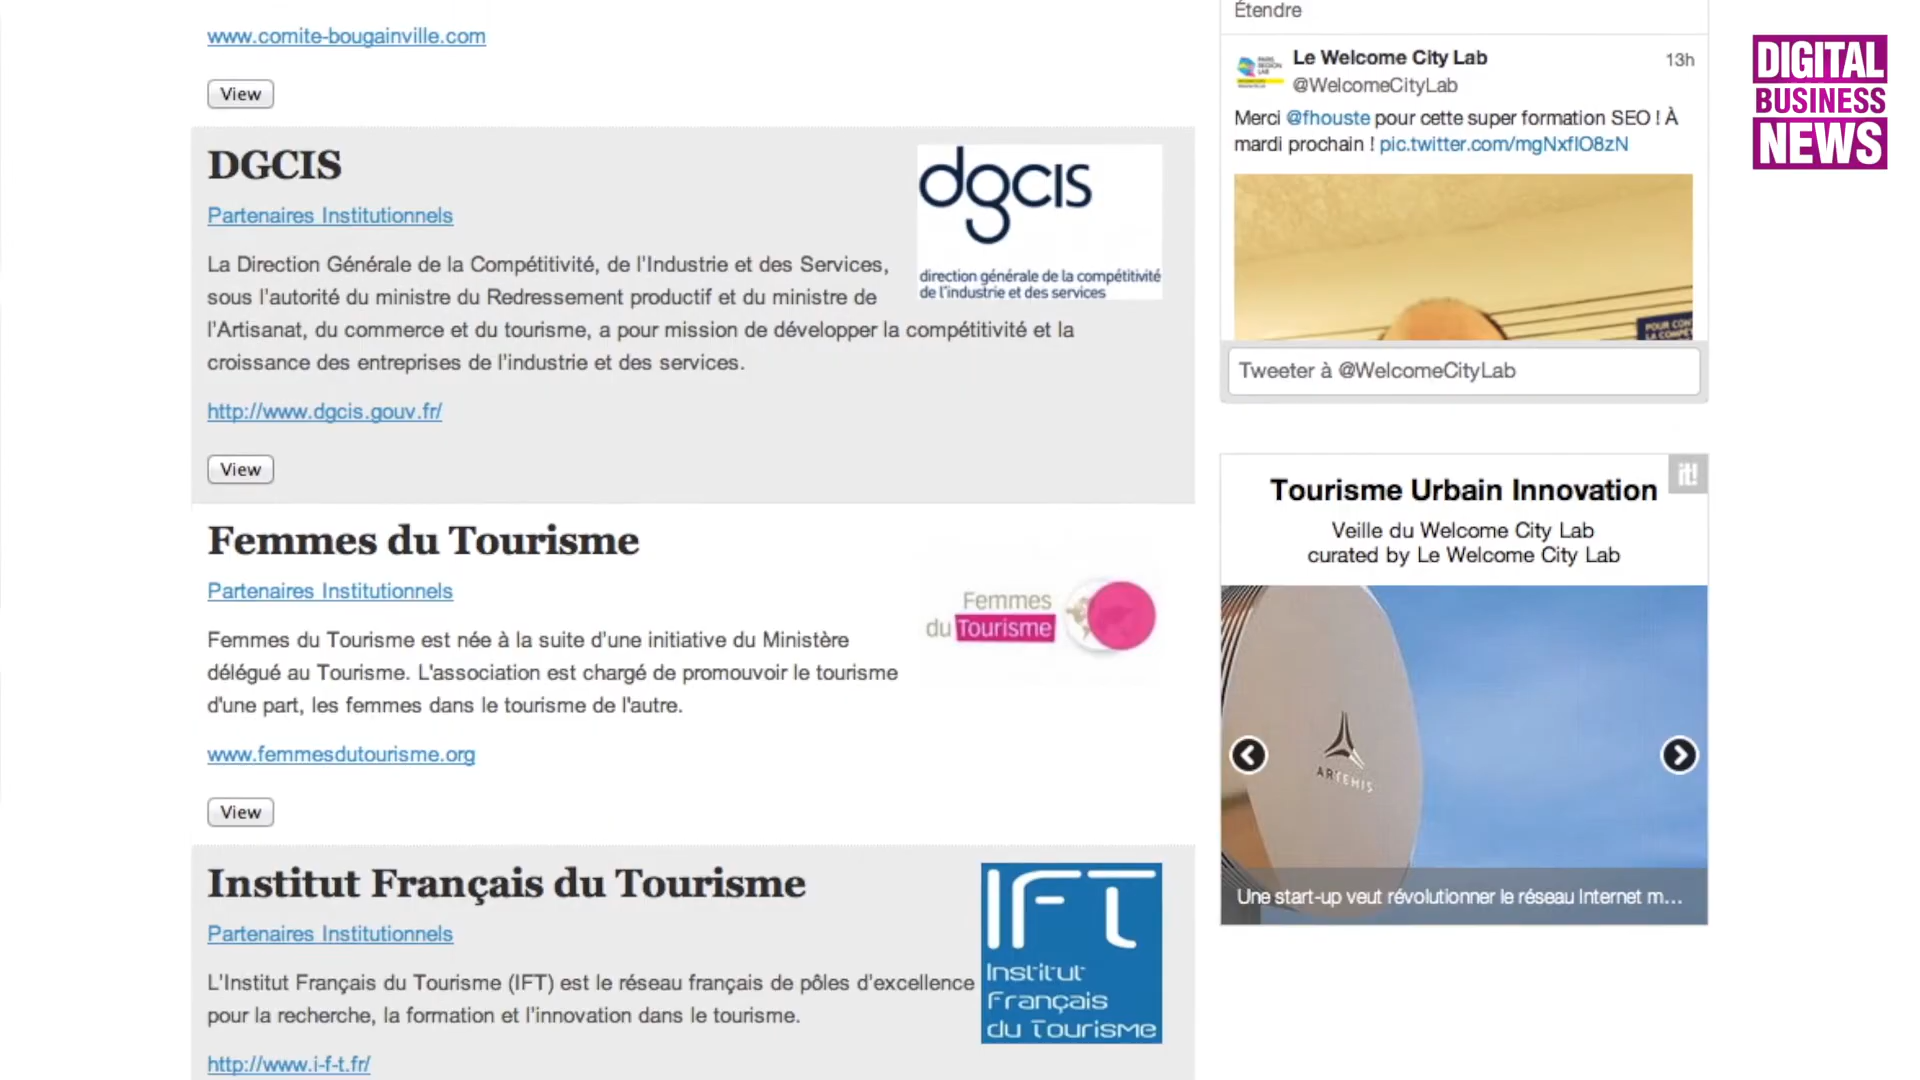 www.comite-bougainville.com
View
DGCIS
Partenaires Institutionnels
La Direction Générale de la Compétitivité, de l'Industrie et des Services,
sous l'autorité du ministre du Redressement productif et du ministre de
l'Artisanat, du commerce et du tourisme, a pour mission de développer la compétitivité et la
croissance des entreprises de l'industrie et des services.
http://www.dgcis.gouv.fr/
View
dgcis
direction générale de la compétitivité
de l'industrie et des services
Femmes du Tourisme
Partenaires Institutionnels
Femmes du Tourisme est née à la suite d'une initiative du Ministère
délégué au Tourisme. L'association est chargé de promouvoir le tourisme
d'une part, les femmes dans le tourisme de l'autre.
www.femmesdutourisme.org
View
Femmes
du Tourisme
Institut Français du Tourisme
Partenaires Institutionnels
L'Institut Français du Tourisme (IFT) est le réseau français de pôles d'excellence
pour la recherche, la formation et l'innovation dans le tourisme.
http://www.i-f-t.fr/
IFT
Institut
Français
du Tourisme
Étendre
Le Welcome City Lab
13h
@WelcomeCityLab
Merci @fhouste pour cette super formation SEO ! À
mardi prochain ! pic.twitter.com/mgNxflO8zN
POUR CON
LA COMPÉT
Tweeter à @WelcomeCityLab
it!
Tourisme Urbain Innovation
Veille du Welcome City Lab
curated by Le Welcome City Lab
ARTEMIS
Une start-up veut révolutionner le réseau Internet m...
DIGITAL
BUSINESS
NEWS